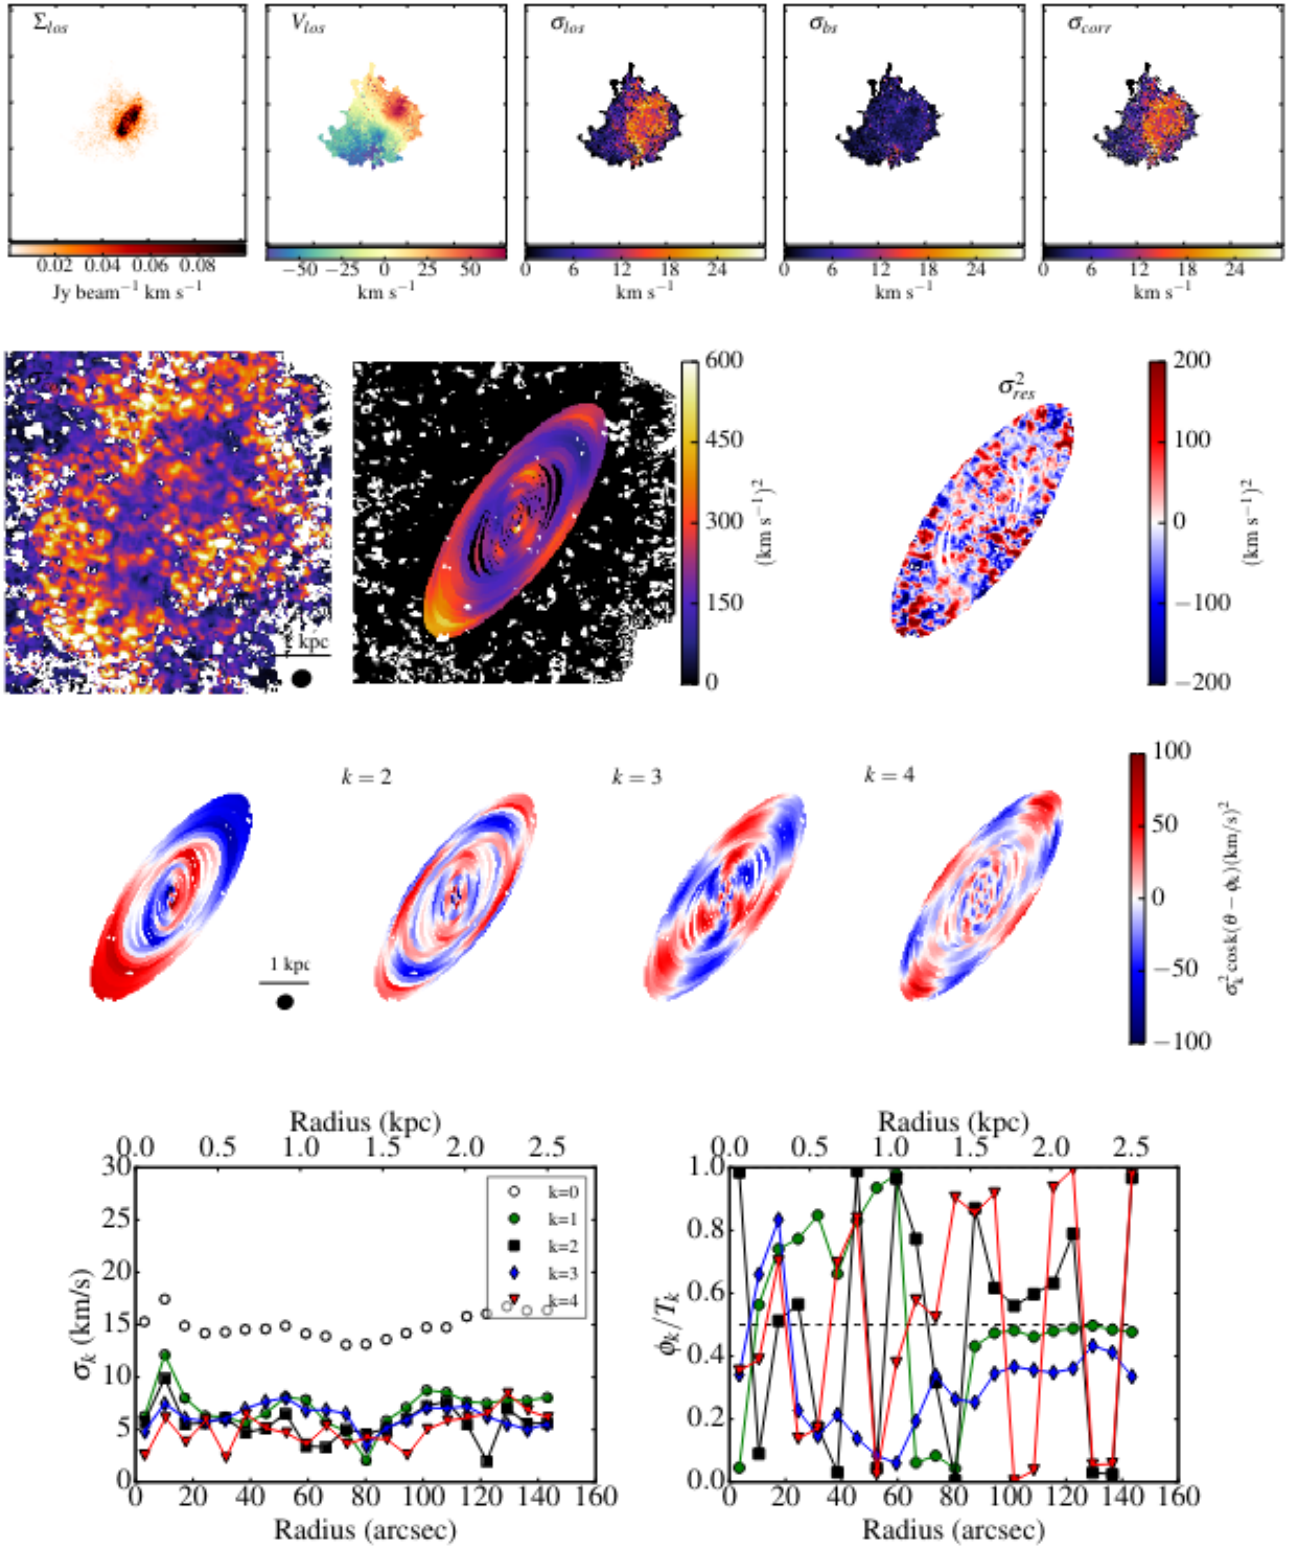 Σlos Vlos σlos σbs σcorr
0.02 0.04 0.06 0.08 −50 −25 0 25 50 0 6 12 18 24 0 6 12 18 24 0 6 12 18 24
Jy beam⁻¹ km s⁻¹ km s⁻¹ km s⁻¹ km s⁻¹ km s⁻¹
600
450
300
150
0
(km s⁻¹)²
kpc
σ²res
200
100
0
−100
−200
(km s⁻¹)²
k = 2 k = 3 k = 4
1 kpc
100
50
0
−50
−100
σ²k cosk(θ − ϕk)(km/s)²
Radius (kpc)
0.0 0.5 1.0 1.5 2.0 2.5
30
25
20
15
10
5
0
σk (km/s)
k=0
k=1
k=2
k=3
k=4
0 20 40 60 80 100 120 140 160
Radius (arcsec)
Radius (kpc)
0.0 0.5 1.0 1.5 2.0 2.5
1.0
0.8
0.6
0.4
0.2
0.0
ϕk/Tk
0 20 40 60 80 100 120 140 160
Radius (arcsec)